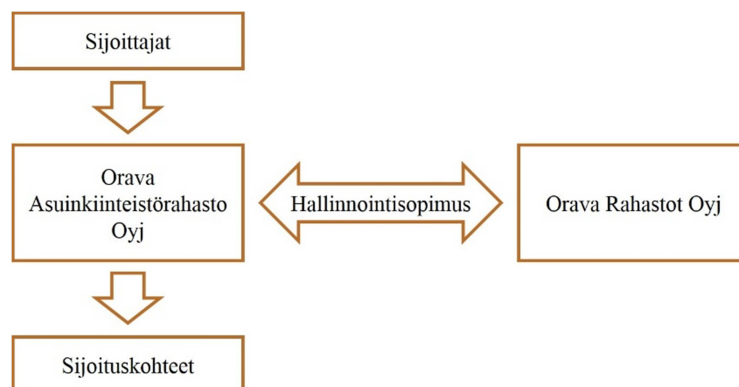 Sijoittajat
Orava
Asuinkiinteistörahasto
Oyj
Hallinnointisopimus
Orava Rahastot Oyj
Sijoituskohteet